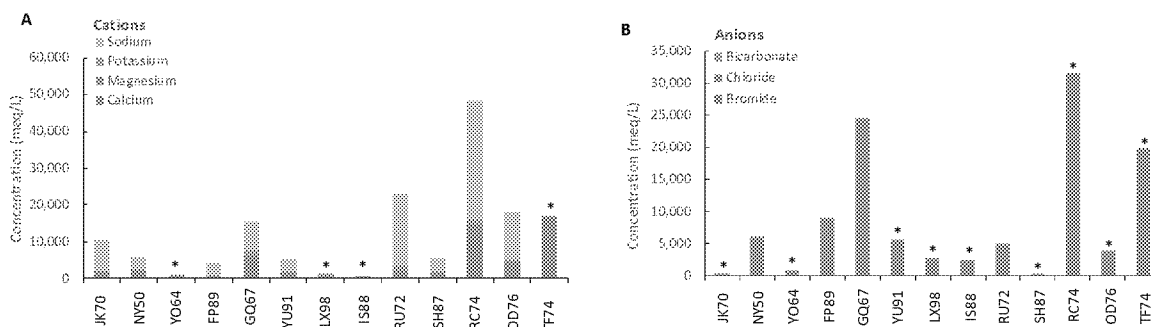 A
Cations
Sodium
Potassium
Magnesium
Calcium
Concentration (meq/L)
60,000
50,000
40,000
30,000
20,000
10,000
0
* * * *
JK70 NY50 YO64 FP89 GQ67 YU91 LX98 IS88 RU72 SH87 RC74 OD76 TF74
B
Anions
Bicarbonate
Chloride
Bromide
Concentration (meq/L)
35,000
30,000
25,000
20,000
15,000
10,000
5,000
0
* * * * * * * * *
JK70 NY50 YO64 FP89 GQ67 YU91 LX98 IS88 RU72 SH87 RC74 OD76 TF74